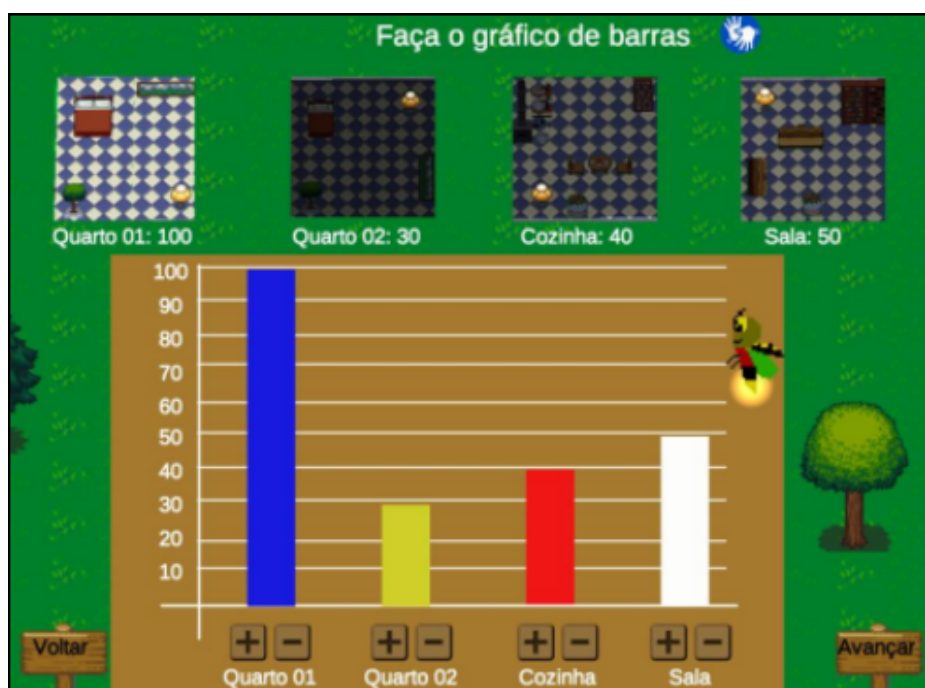 Faça o gráfico de barras
Quarto 01: 100
Quarto 02: 30
Cozinha: 40
Sala: 50
100
90
80
70
60
50
40
30
20
10
+ − + − + − + −
Quarto 01 Quarto 02 Cozinha Sala
Voltar
Avançar